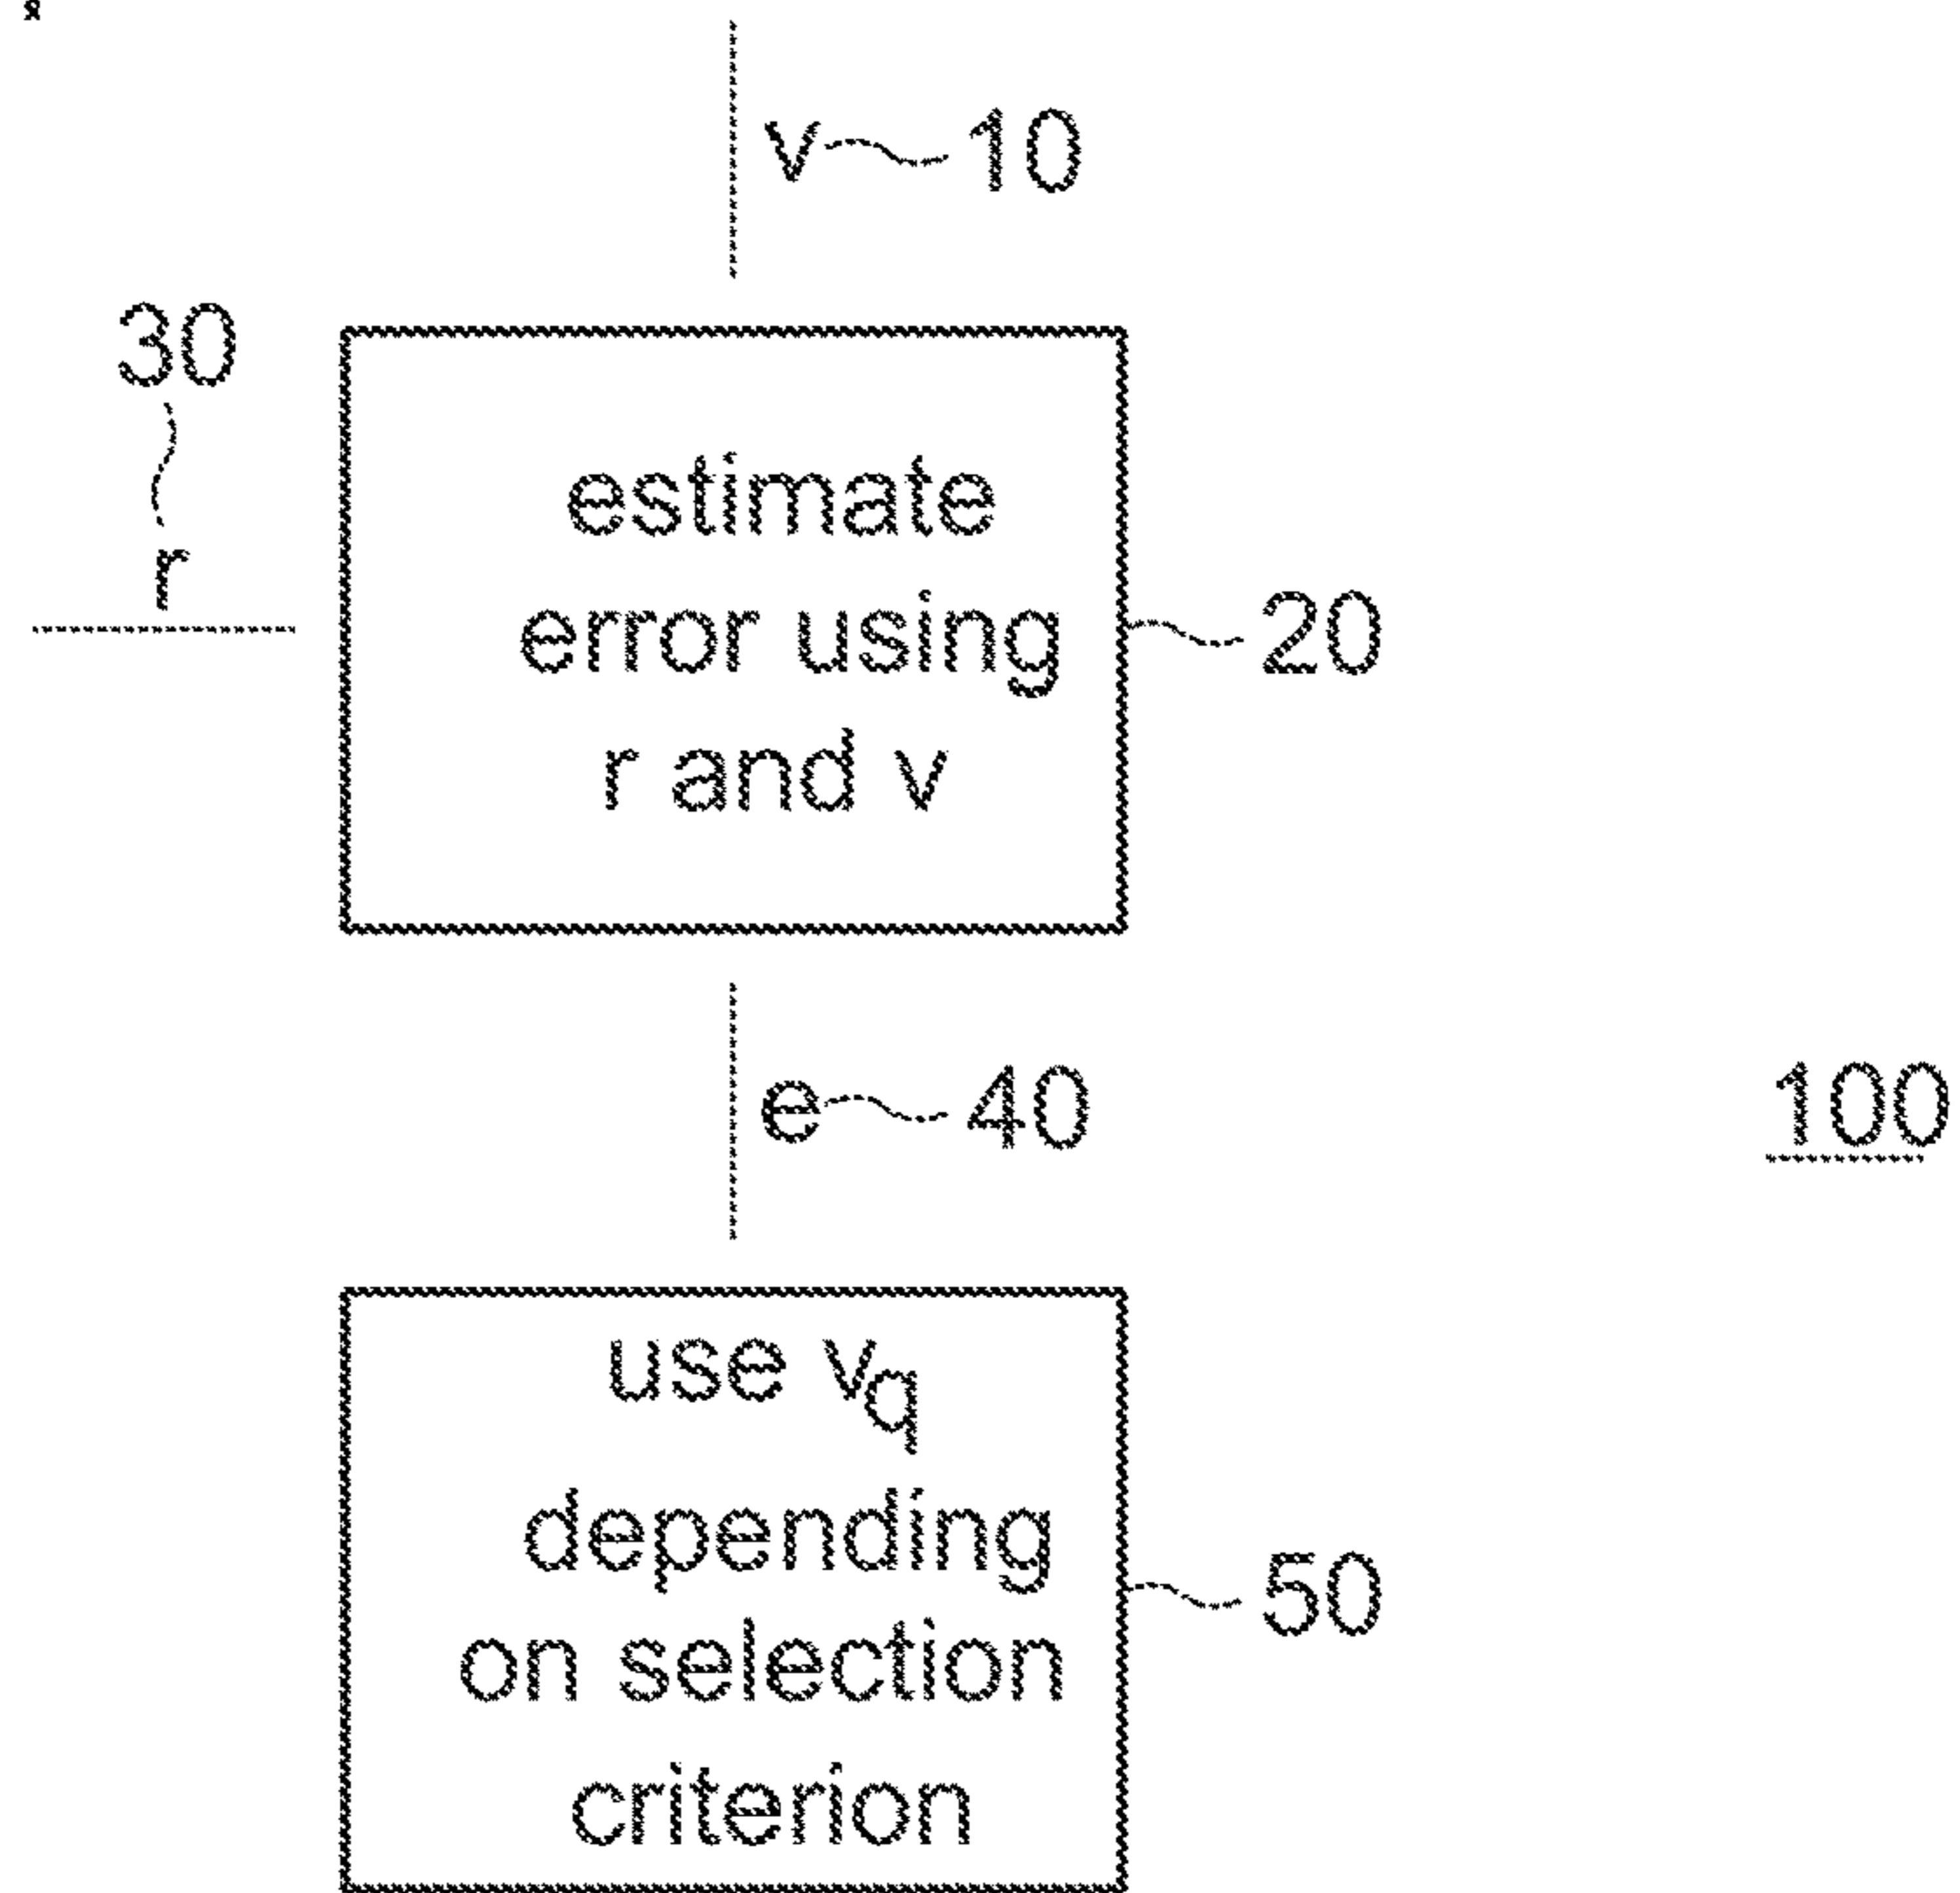 v 10
30
r
estimate
error using
r and v
20
e 40
100
use vq
depending
on selection
criterion
50